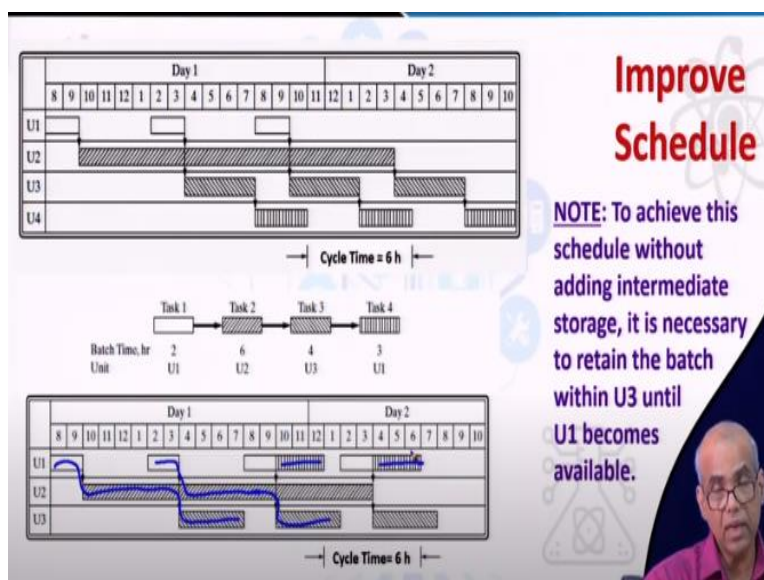 Improve
Schedule
NOTE: To achieve this
schedule without
adding intermediate
storage, it is necessary
to retain the batch
within U3 until
U1 becomes
available.
Day 1 Day 2
8 9 10 11 12 1 2 3 4 5 6 7 8 9 10 11 12 1 2 3 4 5 6 7 8 9 10
U1
U2
U3
U4
Cycle Time = 6 h
Task 1 Task 2 Task 3 Task 4
Batch Time, hr 2 6 4 3
Unit U1 U2 U3 U1
Day 1 Day 2
8 9 10 11 12 1 2 3 4 5 6 7 8 9 10 11 12 1 2 3 4 5 6 7 8 9 10
U1
U2
U3
Cycle Time= 6 h